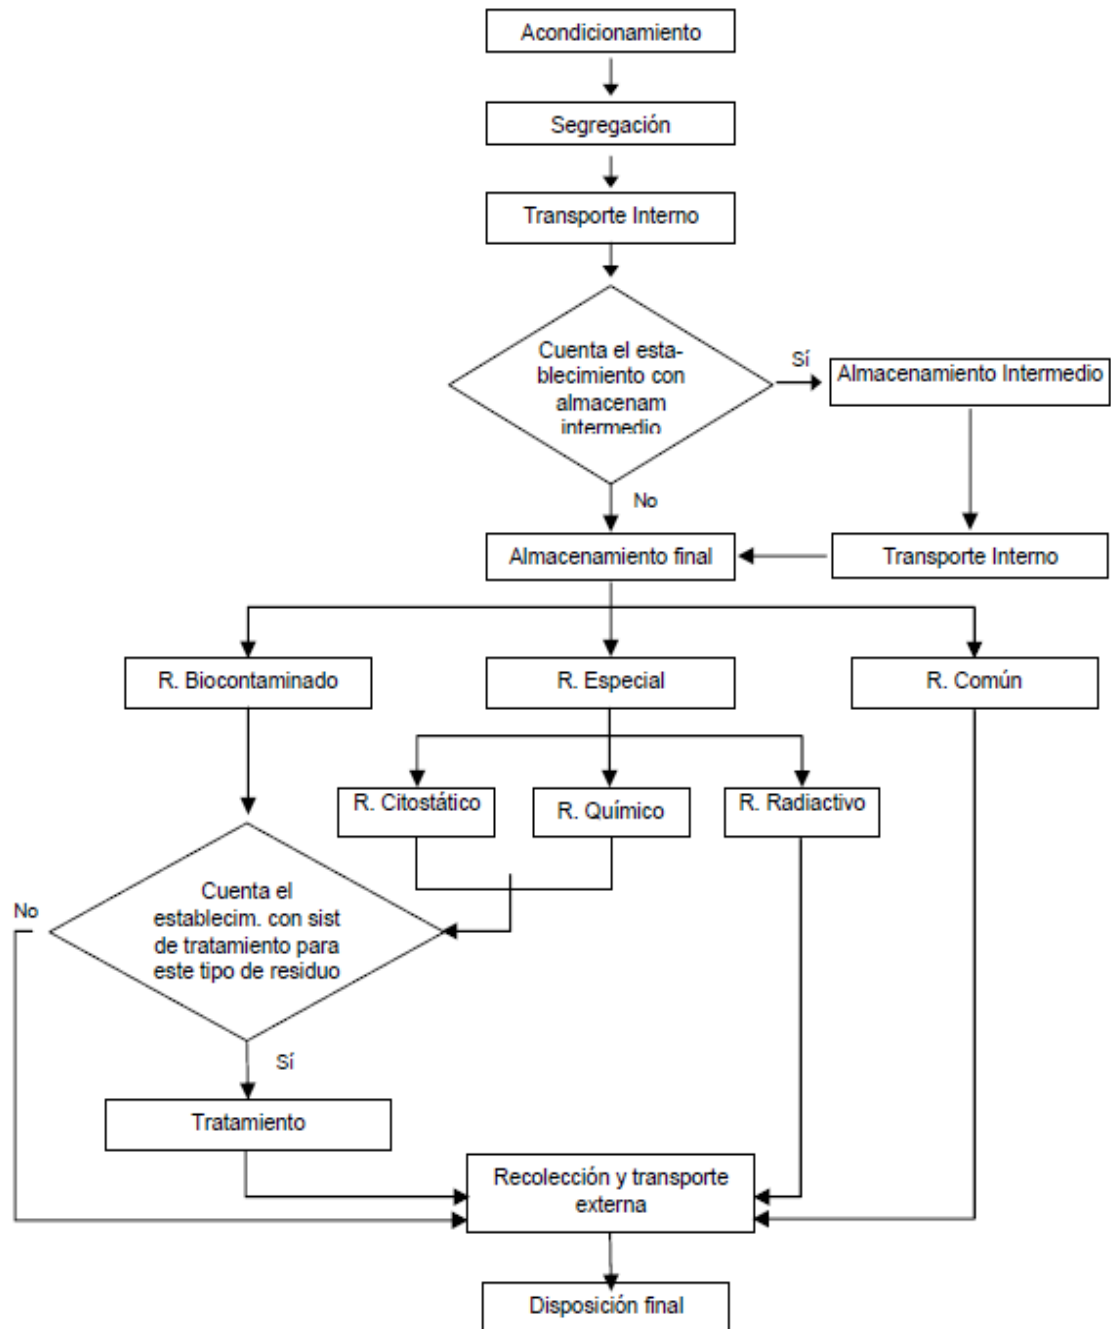 Acondicionamiento
Segregación
Transporte Interno
Cuenta el esta-
blecimiento con
almacenam
intermedio
Sí
Almacenamiento Intermedio
No
Almacenamiento final
Transporte Interno
R. Biocontaminado
R. Especial
R. Común
R. Citostático
R. Químico
R. Radiactivo
No
Cuenta el
establecim. con sist
de tratamiento para
este tipo de residuo
Sí
Tratamiento
Recolección y transporte
externa
Disposición final